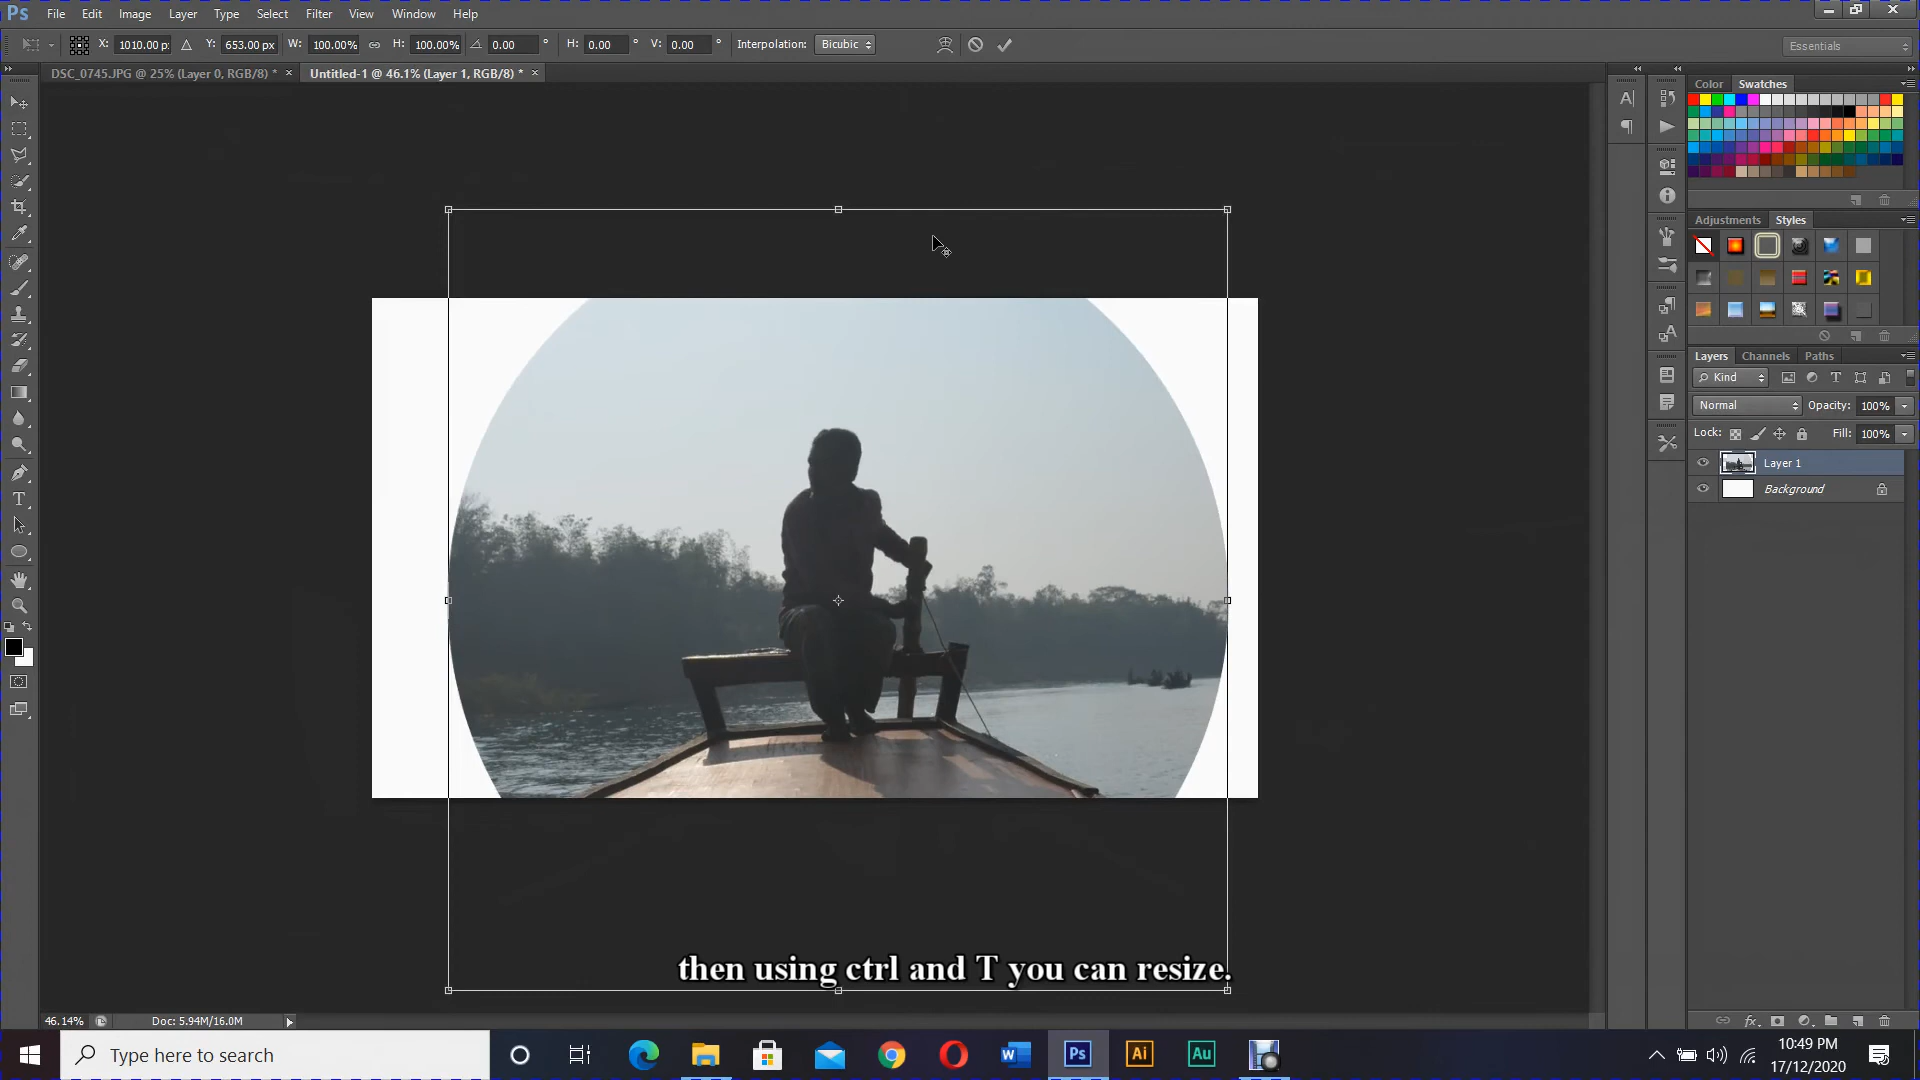 Ps File Edit Image Layer Type Select Filter View Window Help
X: 1010.00 p: Y: 653.00 px W: 100.00% H: 100.00% 0.00 ° H: 0.00 ° V: 0.00 ° Interpolation: Bicubic Essentials
DSC_0745.JPG @ 25% (Layer 0, RGB/8) * × Untitled-1 @ 46.1% (Layer 1, RGB/8) * ×
Color Swatches
Adjustments Styles
Layers Channels Paths
Kind
Normal Opacity: 100%
Lock: Fill: 100%
Layer 1
Background
then using ctrl and T you can resize.
46.14% Doc: 5.94M/16.0M
Type here to search
Ps Ai Au
10:49 PM
17/12/2020